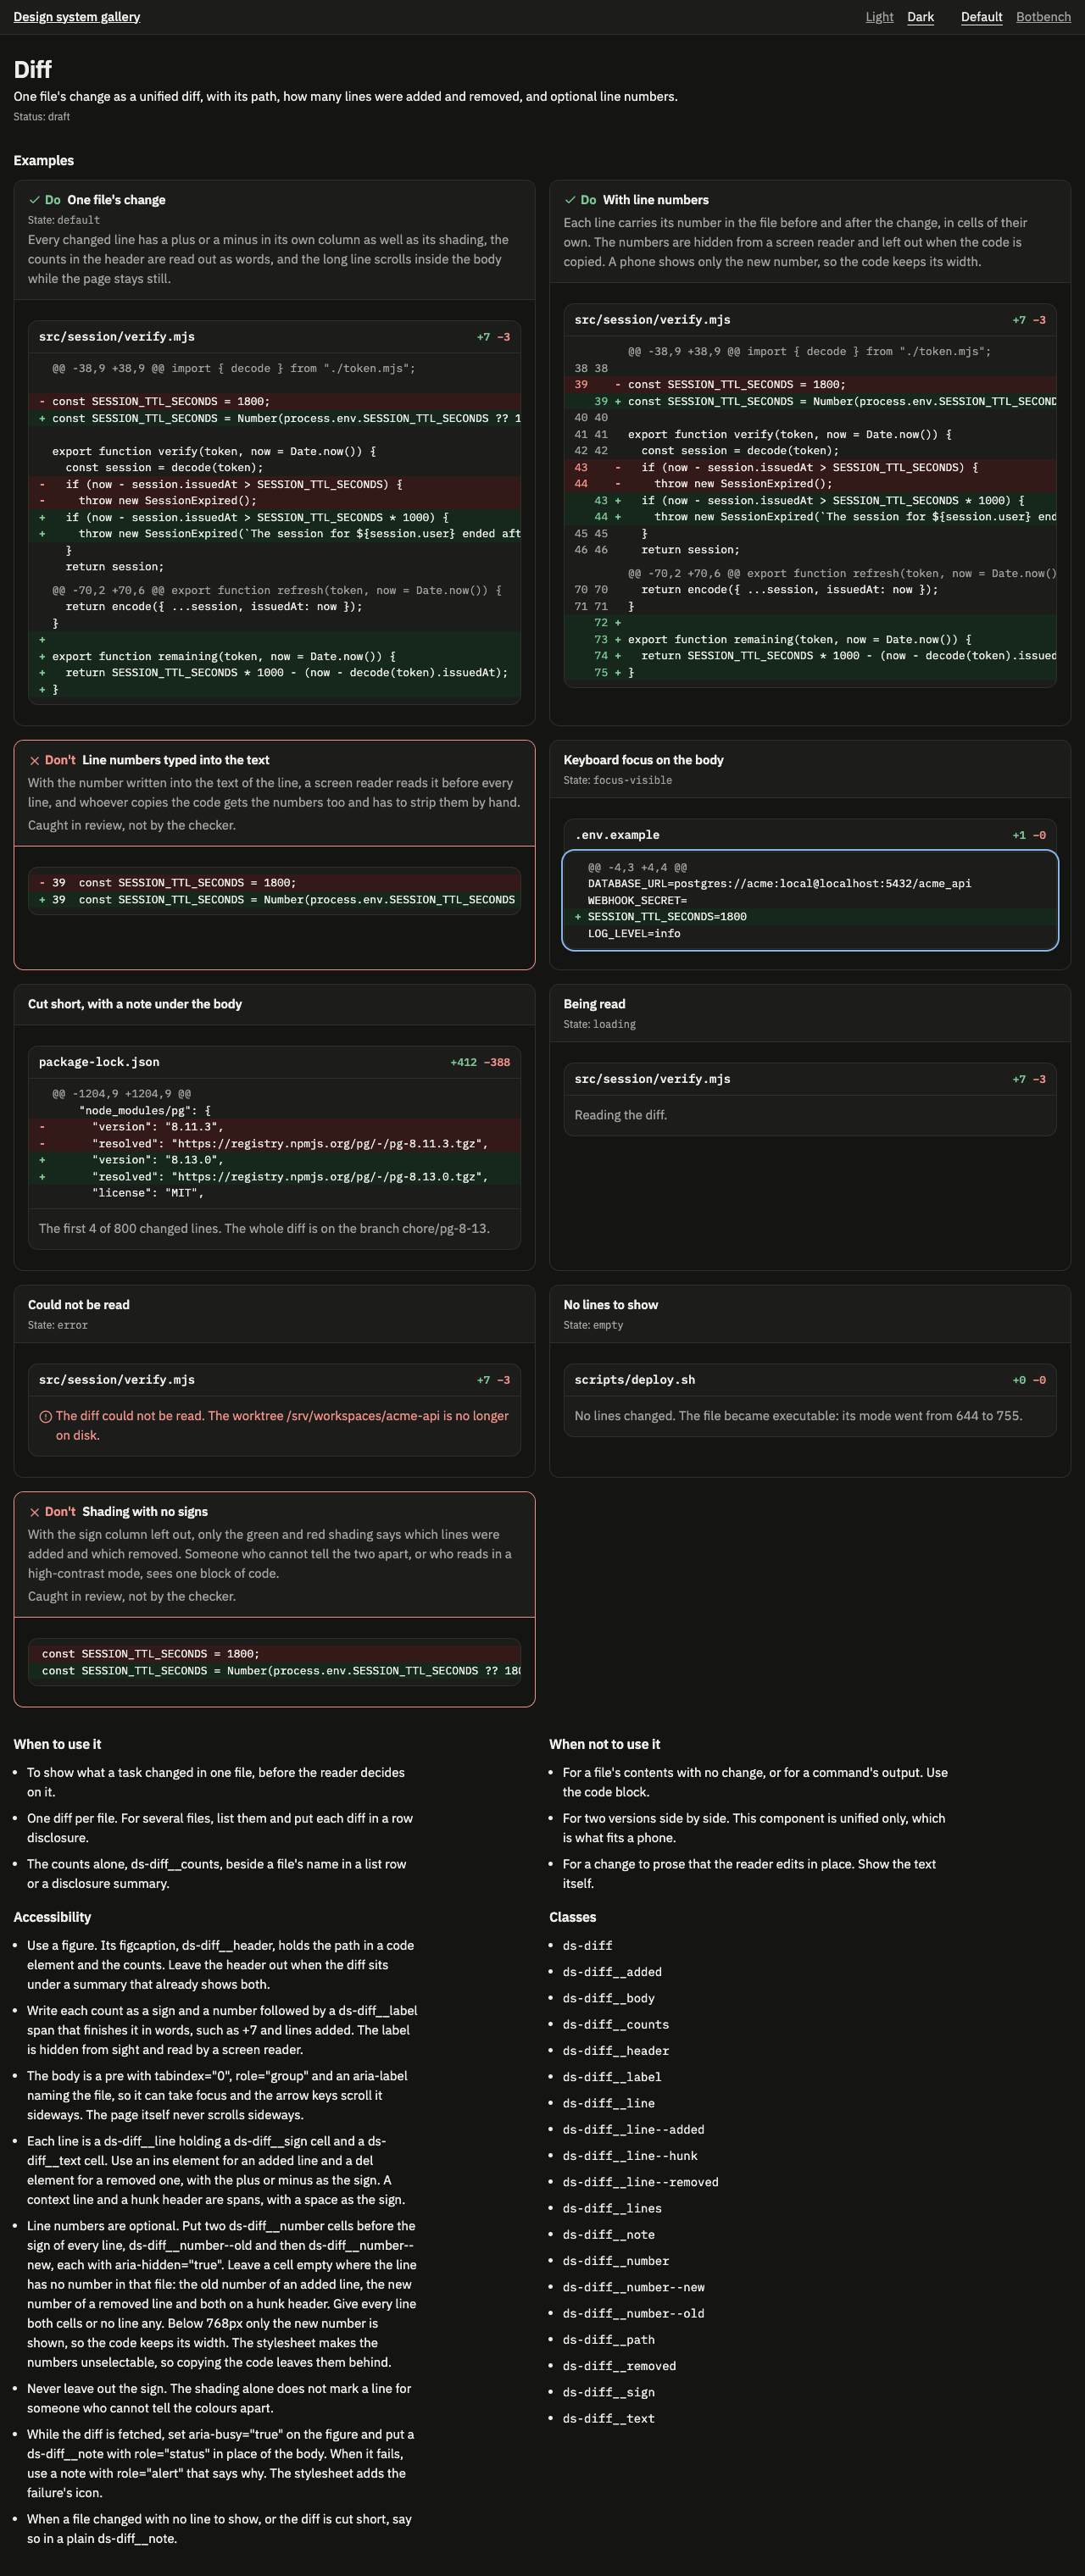 Design system gallery
Light Dark Default Botbench
Diff
One file's change as a unified diff, with its path, how many lines were added and removed, and optional line numbers.
Status: draft
Examples
Do One file's change
State: default
Every changed line has a plus or a minus in its own column as well as its shading, the
counts in the header are read out as words, and the long line scrolls inside the body
while the page stays still.
src/session/verify.mjs +7 −3
@@ -38,9 +38,9 @@ import { decode } from "./token.mjs";
- const SESSION_TTL_SECONDS = 1800;
+ const SESSION_TTL_SECONDS = Number(process.env.SESSION_TTL_SECONDS ?? 1
export function verify(token, now = Date.now()) {
const session = decode(token);
- if (now - session.issuedAt > SESSION_TTL_SECONDS) {
- throw new SessionExpired();
+ if (now - session.issuedAt > SESSION_TTL_SECONDS * 1000) {
+ throw new SessionExpired(`The session for ${session.user} ended aft
}
return session;
@@ -70,2 +70,6 @@ export function refresh(token, now = Date.now()) {
return encode({ ...session, issuedAt: now });
}
+
+ export function remaining(token, now = Date.now()) {
+ return SESSION_TTL_SECONDS * 1000 - (now - decode(token).issuedAt);
+ }
Do With line numbers
Each line carries its number in the file before and after the change, in cells of their
own. The numbers are hidden from a screen reader and left out when the code is
copied. A phone shows only the new number, so the code keeps its width.
src/session/verify.mjs +7 −3
@@ -38,9 +38,9 @@ import { decode } from "./token.mjs";
38 38
39 - const SESSION_TTL_SECONDS = 1800;
39 + const SESSION_TTL_SECONDS = Number(process.env.SESSION_TTL_SECOND
40 40
41 41 export function verify(token, now = Date.now()) {
42 42 const session = decode(token);
43 - if (now - session.issuedAt > SESSION_TTL_SECONDS) {
44 - throw new SessionExpired();
43 + if (now - session.issuedAt > SESSION_TTL_SECONDS * 1000) {
44 + throw new SessionExpired(`The session for ${session.user} end
45 45 }
46 46 return session;
@@ -70,2 +70,6 @@ export function refresh(token, now = Date.now()
70 70 return encode({ ...session, issuedAt: now });
71 71 }
72 +
73 + export function remaining(token, now = Date.now()) {
74 + return SESSION_TTL_SECONDS * 1000 - (now - decode(token).issued
75 + }
Don't Line numbers typed into the text
With the number written into the text of the line, a screen reader reads it before every
line, and whoever copies the code gets the numbers too and has to strip them by hand.
Caught in review, not by the checker.
- 39 const SESSION_TTL_SECONDS = 1800;
+ 39 const SESSION_TTL_SECONDS = Number(process.env.SESSION_TTL_SECONDS
Keyboard focus on the body
State: focus-visible
.env.example +1 −0
@@ -4,3 +4,4 @@
DATABASE_URL=postgres://acme:local@localhost:5432/acme_api
WEBHOOK_SECRET=
+ SESSION_TTL_SECONDS=1800
LOG_LEVEL=info
Cut short, with a note under the body
package-lock.json +412 −388
@@ -1204,9 +1204,9 @@
"node_modules/pg": {
- "version": "8.11.3",
- "resolved": "https://registry.npmjs.org/pg/-/pg-8.11.3.tgz",
+ "version": "8.13.0",
+ "resolved": "https://registry.npmjs.org/pg/-/pg-8.13.0.tgz",
"license": "MIT",
The first 4 of 800 changed lines. The whole diff is on the branch chore/pg-8-13.
Being read
State: loading
src/session/verify.mjs +7 −3
Reading the diff.
Could not be read
State: error
src/session/verify.mjs +7 −3
The diff could not be read. The worktree /srv/workspaces/acme-api is no longer
on disk.
No lines to show
State: empty
scripts/deploy.sh +0 −0
No lines changed. The file became executable: its mode went from 644 to 755.
Don't Shading with no signs
With the sign column left out, only the green and red shading says which lines were
added and which removed. Someone who cannot tell the two apart, or who reads in a
high-contrast mode, sees one block of code.
Caught in review, not by the checker.
const SESSION_TTL_SECONDS = 1800;
const SESSION_TTL_SECONDS = Number(process.env.SESSION_TTL_SECONDS ?? 180
When to use it
• To show what a task changed in one file, before the reader decides
on it.
• One diff per file. For several files, list them and put each diff in a row
disclosure.
• The counts alone, ds-diff__counts, beside a file's name in a list row
or a disclosure summary.
When not to use it
• For a file's contents with no change, or for a command's output. Use
the code block.
• For two versions side by side. This component is unified only, which
is what fits a phone.
• For a change to prose that the reader edits in place. Show the text
itself.
Accessibility
• Use a figure. Its figcaption, ds-diff__header, holds the path in a code
element and the counts. Leave the header out when the diff sits
under a summary that already shows both.
• Write each count as a sign and a number followed by a ds-diff__label
span that finishes it in words, such as +7 and lines added. The label
is hidden from sight and read by a screen reader.
• The body is a pre with tabindex="0", role="group" and an aria-label
naming the file, so it can take focus and the arrow keys scroll it
sideways. The page itself never scrolls sideways.
• Each line is a ds-diff__line holding a ds-diff__sign cell and a ds-
diff__text cell. Use an ins element for an added line and a del
element for a removed one, with the plus or minus as the sign. A
context line and a hunk header are spans, with a space as the sign.
• Line numbers are optional. Put two ds-diff__number cells before the
sign of every line, ds-diff__number--old and then ds-diff__number--
new, each with aria-hidden="true". Leave a cell empty where the line
has no number in that file: the old number of an added line, the new
number of a removed line and both on a hunk header. Give every line
both cells or no line any. Below 768px only the new number is
shown, so the code keeps its width. The stylesheet makes the
numbers unselectable, so copying the code leaves them behind.
• Never leave out the sign. The shading alone does not mark a line for
someone who cannot tell the colours apart.
• While the diff is fetched, set aria-busy="true" on the figure and put a
ds-diff__note with role="status" in place of the body. When it fails,
use a note with role="alert" that says why. The stylesheet adds the
failure's icon.
• When a file changed with no line to show, or the diff is cut short, say
so in a plain ds-diff__note.
Classes
• ds-diff
• ds-diff__added
• ds-diff__body
• ds-diff__counts
• ds-diff__header
• ds-diff__label
• ds-diff__line
• ds-diff__line--added
• ds-diff__line--hunk
• ds-diff__line--removed
• ds-diff__lines
• ds-diff__note
• ds-diff__number
• ds-diff__number--new
• ds-diff__number--old
• ds-diff__path
• ds-diff__removed
• ds-diff__sign
• ds-diff__text